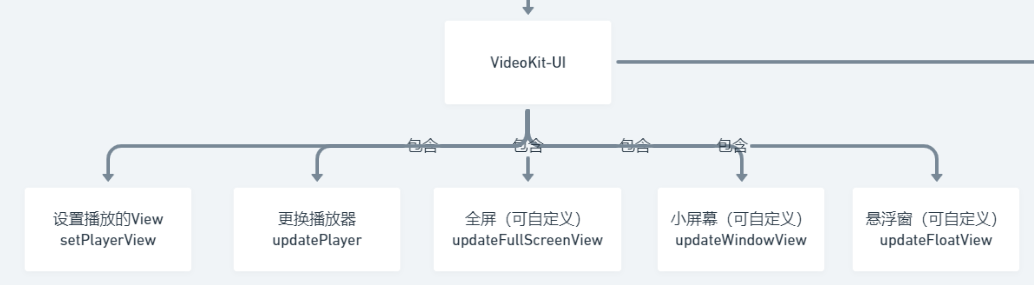 VideoKit-UI
包含 包含 包含 包含
设置播放的View
setPlayerView
更换播放器
updatePlayer
全屏（可自定义）
updateFullScreenView
小屏幕（可自定义）
updateWindowView
悬浮窗（可自定义）
updateFloatView